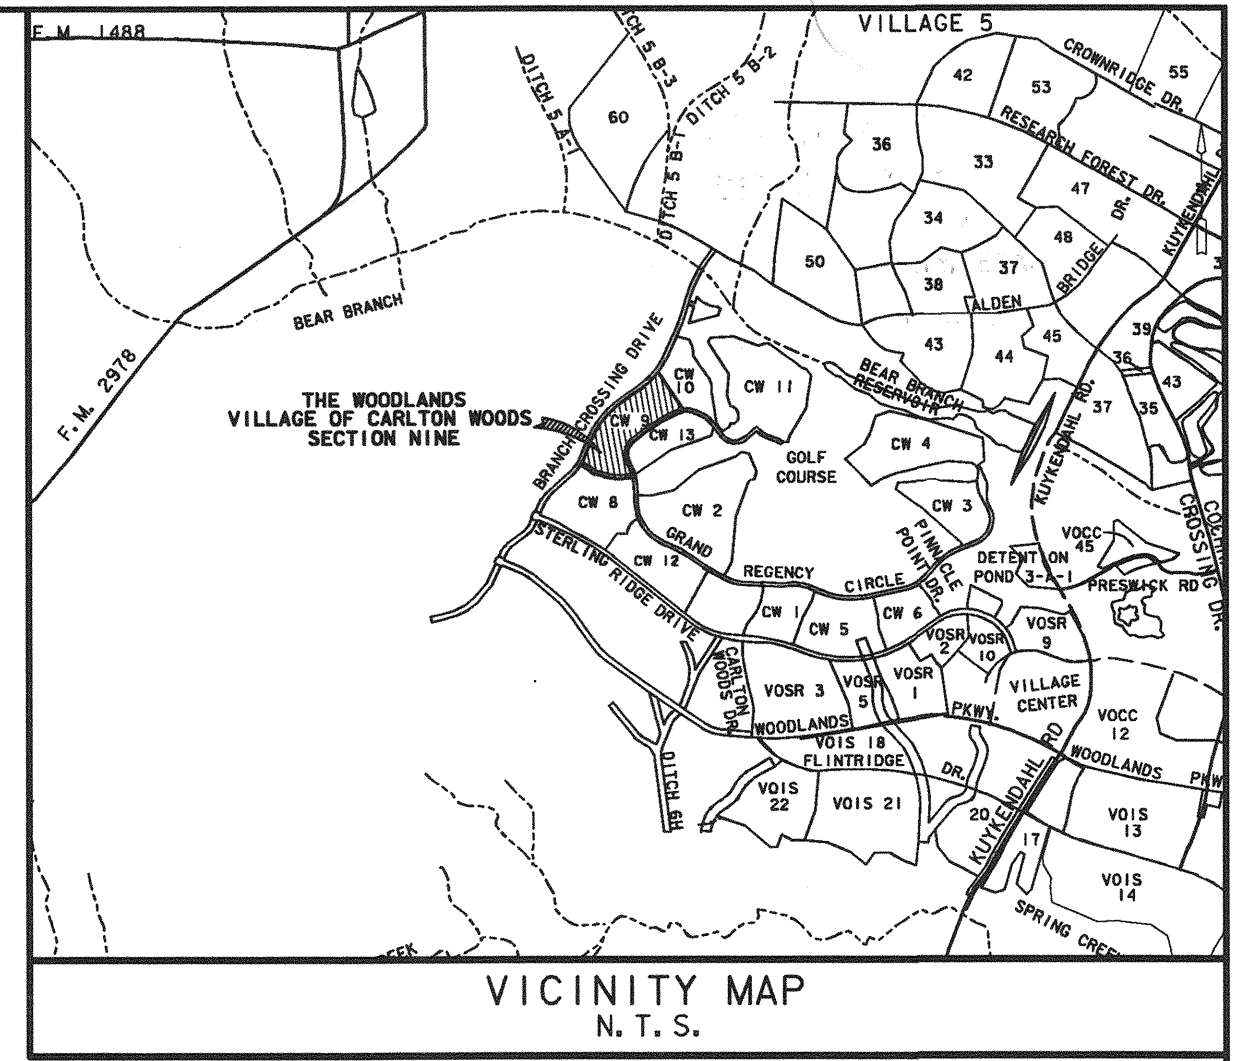 VILLAGE 5
F.M. 1488
DITCH 5 B-3
DITCH 5 B-2
DITCH 5 A-1
DITCH 5 B-1
60
42
53
55
CROWNRIDGE DR.
RESEARCH FOREST DR.
36
33
47
DR.
KUYKENDAHL
34
48
BRIDGE
50
38
37
ALDEN
BEAR BRANCH
F.M. 2978
43
44
45
39
36
43
37
35
BEAR BRANCH
RESERVOIR
KUYKENDAHL RD.
BRANCH CROSSING DRIVE
THE WOODLANDS
VILLAGE OF CARLTON WOODS
SECTION NINE
CW
10
CW 11
CW 9
CW 13
GOLF
COURSE
CW 4
CW 8
CW 2
CW 3
PINNACLE
POINT DR.
STERLING RIDGE DRIVE
GRAND
REGENCY
CIRCLE
CW 12
DETENTION
POND 3-A-1
VOCC
45
PRESWICK RD
CROSSING DR.
CW 1
CW 5
CW 6
VOSR
2
VOSR
10
VOSR
9
CARLTON
WOODS DR.
VOSR 3
VOSR
5
VOSR
1
VILLAGE
CENTER
WOODLANDS
PKWY.
VOCC
12
WOODLANDS
VOIS 18
FLINTRIDGE
DR.
KUYKENDAHL RD
DITCH 6H
VOIS
22
VOIS 21
20
17
VOIS
13
VOIS
14
SPRING CREE
EEK
VICINITY MAP
N.T.S.